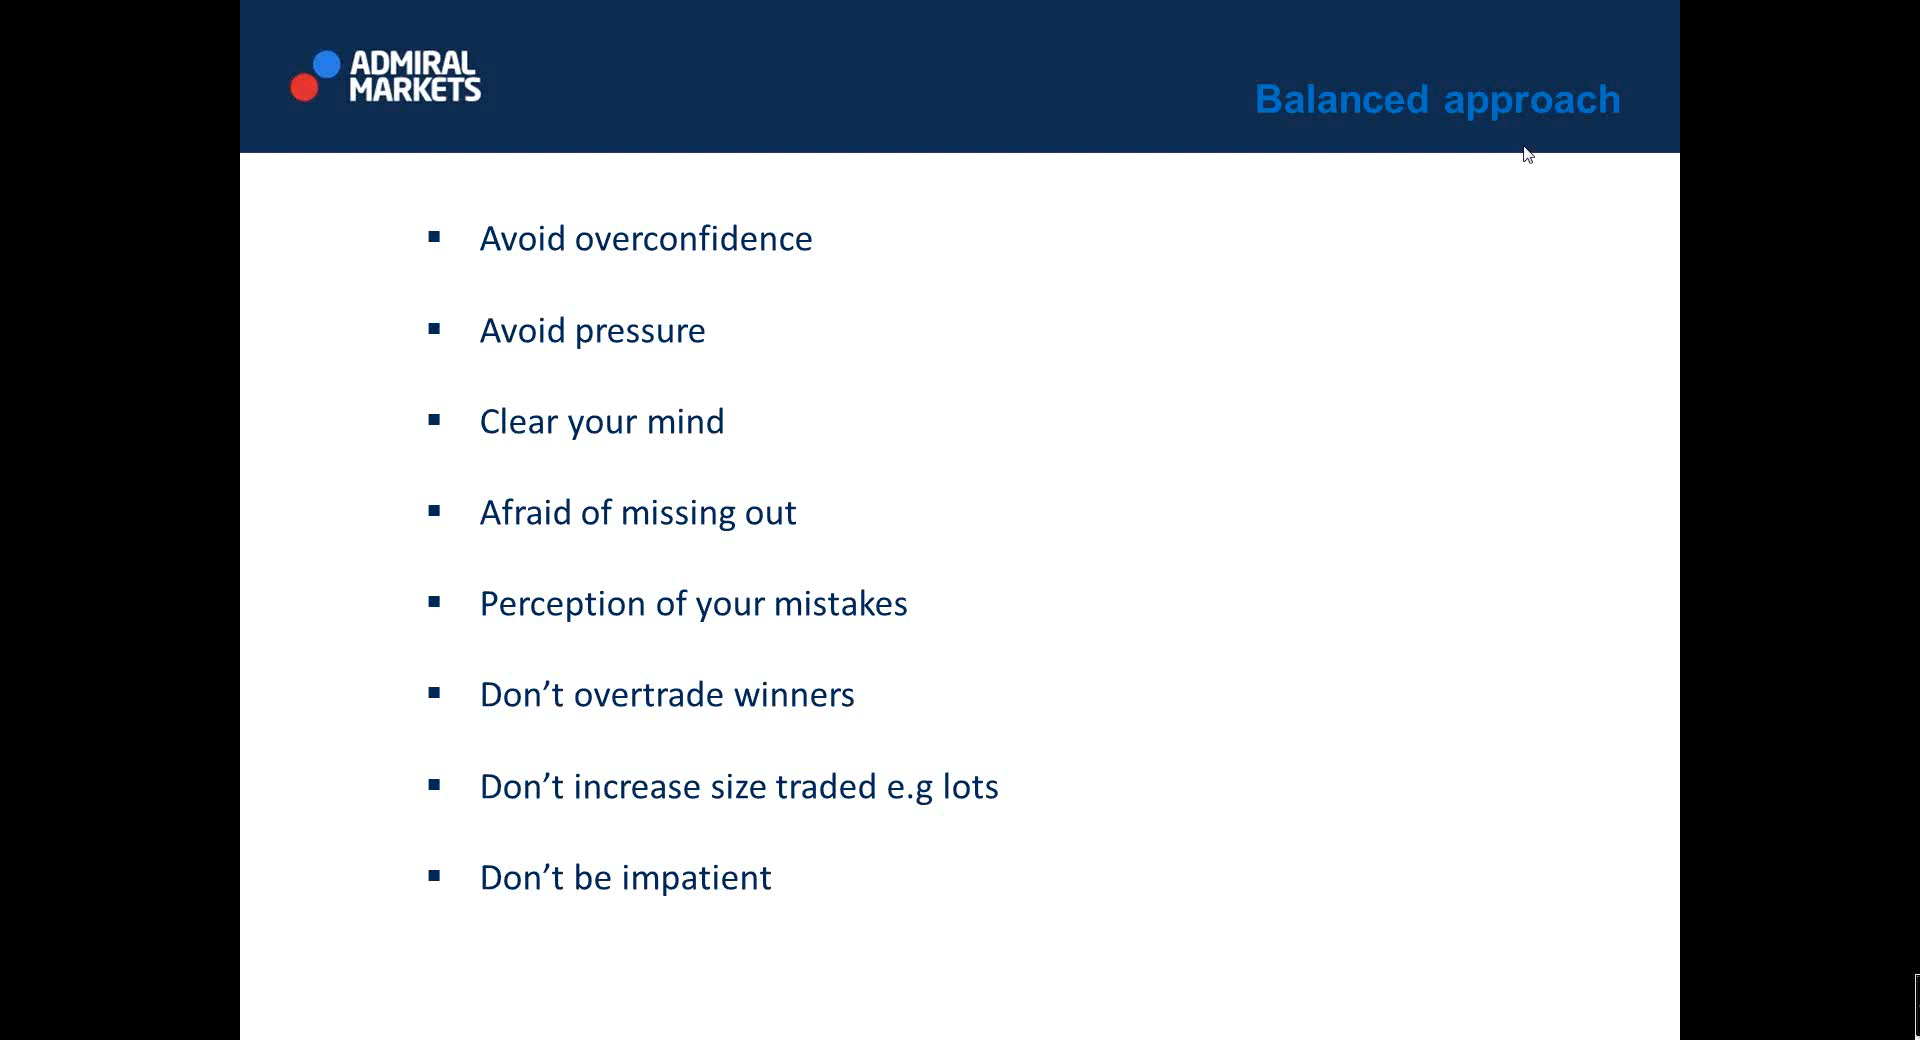 ADMIRAL
MARKETS
Balanced approach
▪ Avoid overconfidence
▪ Avoid pressure
▪ Clear your mind
▪ Afraid of missing out
▪ Perception of your mistakes
▪ Don’t overtrade winners
▪ Don’t increase size traded e.g lots
▪ Don’t be impatient